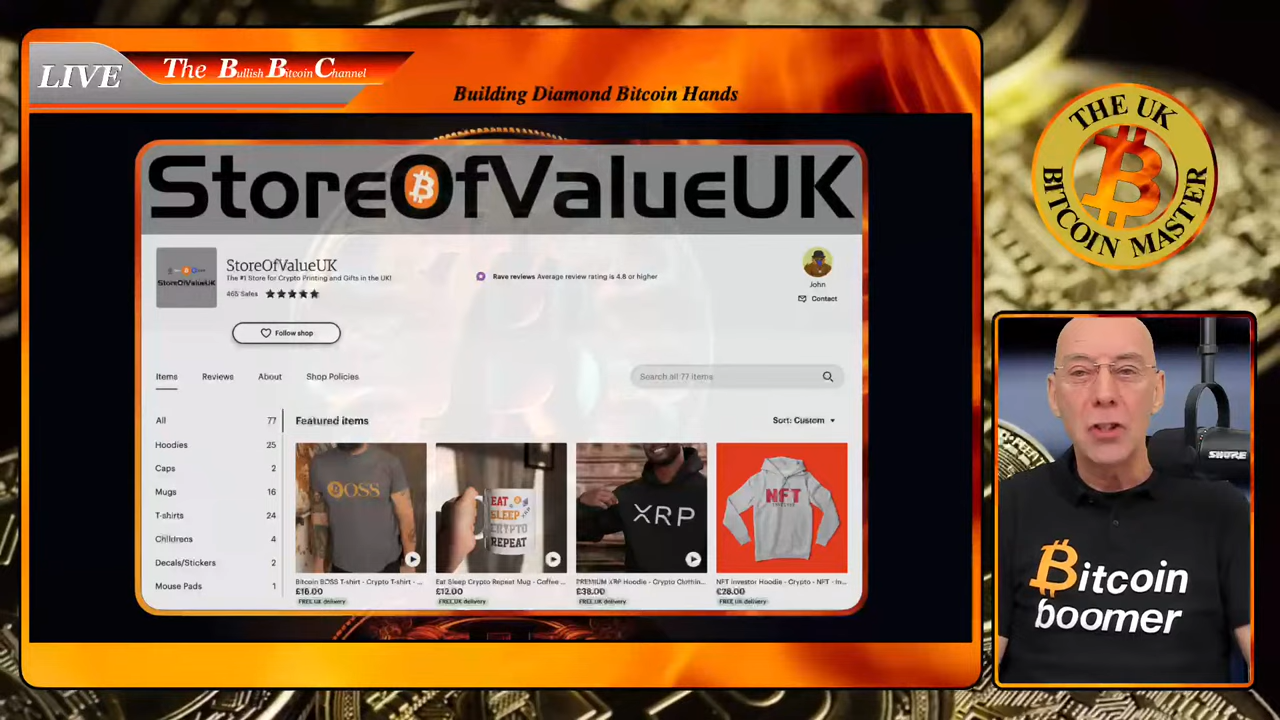 LIVE
The Bullish Bitcoin Channel
Building Diamond Bitcoin Hands
THE UK
BITCOIN MASTER
StoreOfValueUK
StoreOfValueUK
StoreOfValueUK
The #1 Store for Crypto Printing and Gifts in the UK!
465 Sales
Rave reviews Average review rating is 4.8 or higher
John
Contact
Follow shop
Items
Reviews
About
Shop Policies
Search all 77 items
All 77
Hoodies 25
Caps 2
Mugs 16
T-shirts 24
Childrens 4
Decals/Stickers 2
Mouse Pads 1
Featured items
Sort: Custom
BOSS
EAT
SLEEP
CRYPTO
REPEAT
XRP
NFT
Bitcoin BOSS T-shirt - Crypto T-shirt - ...
£16.00
FREE UK delivery
Eat Sleep Crypto Repeat Mug - Coffee ...
£12.00
FREE UK delivery
PREMIUM XRP Hoodie - Crypto Clothin...
£38.00
FREE UK delivery
NFT Investor Hoodie - Crypto - NFT - In...
£28.00
FREE UK delivery
SHURE
Bitcoin
boomer